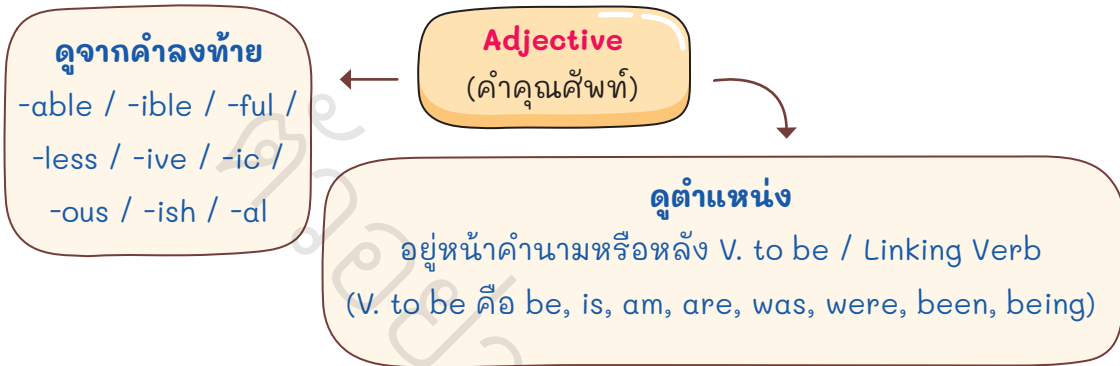 Adjective
(คำคุณศัพท์)
ดูจากคำลงท้าย
-able / -ible / -ful /
-less / -ive / -ic /
-ous / -ish / -al
ดูตำแหน่ง
อยู่หน้าคำนามหรือหลัง V. to be / Linking Verb
(V. to be คือ be, is, am, are, was, were, been, being)